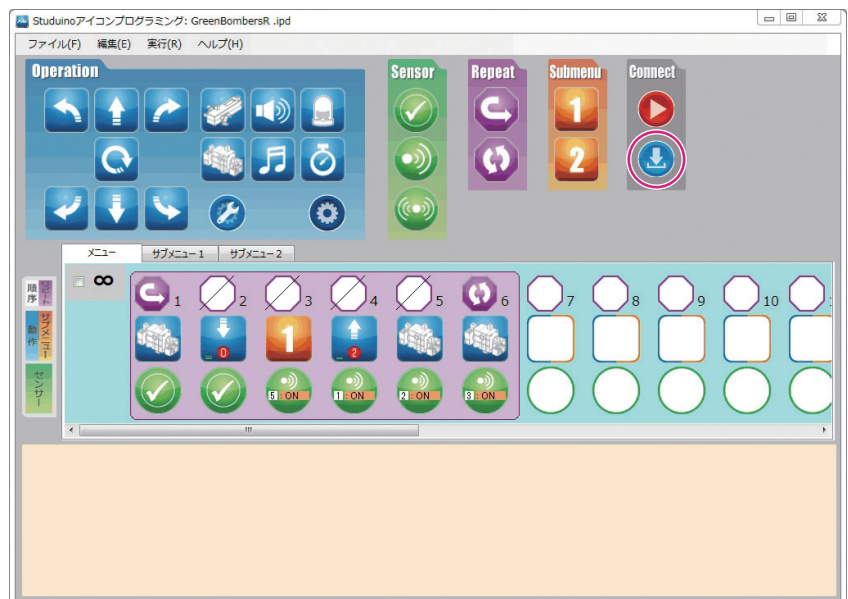 Studuinoアイコンプログラミング: GreenBombersR .ipd
ファイル(F) 編集(E) 実行(R) ヘルプ(H)
Operation Sensor Repeat Submenu Connect
1
2
メニュー サブメニュー1 サブメニュー2
順序 リピート
動作 サブメニュー
センサー
∞ 1 2 3 4 5 6 7 8 9 10
0 1 2
5:ON 1:ON 2:ON 3:ON